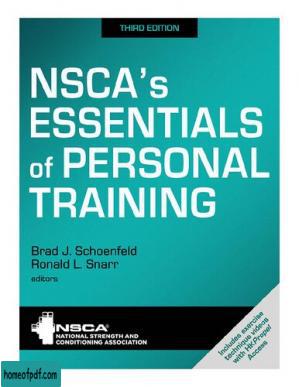 THIRD EDITION
NSCA's
ESSENTIALS
of PERSONAL
TRAINING
Brad J. Schoenfeld
Ronald L. Snarr
editors
NSCA®
NATIONAL STRENGTH AND
CONDITIONING ASSOCIATION
Includes exercise
technique videos
with HKPropel
Access
homeofpdf.com